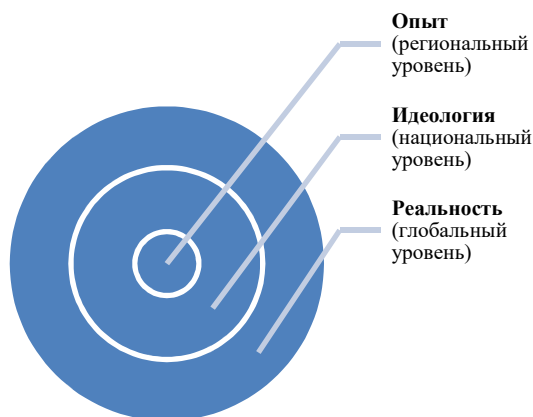 Опыт
(региональный
уровень)
Идеология
(национальный
уровень)
Реальность
(глобальный
уровень)